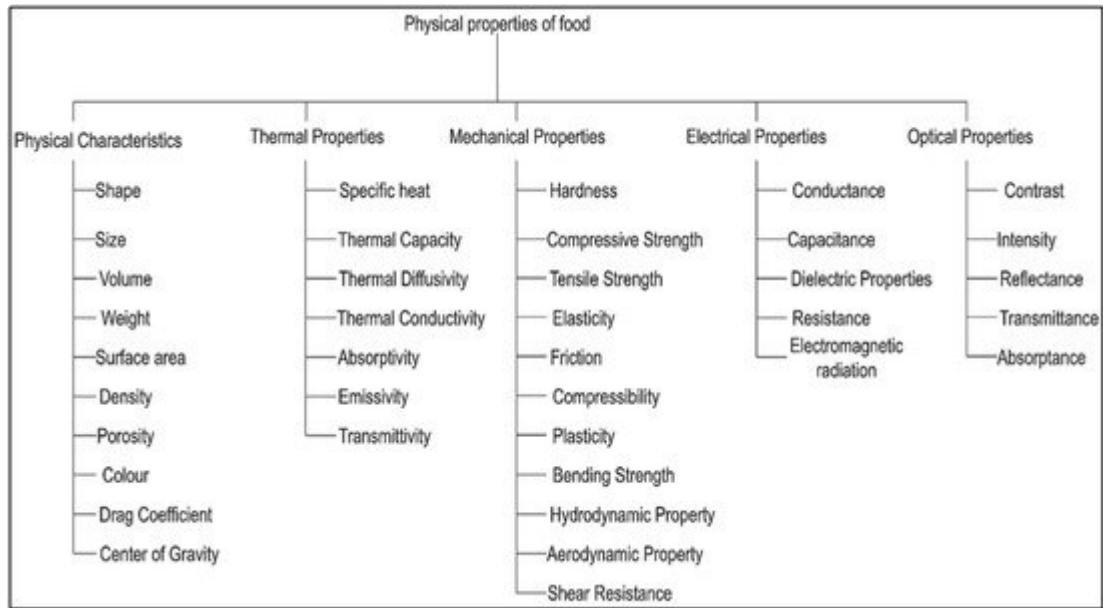 Physical properties of food
Physical Characteristics
Shape
Size
Volume
Weight
Surface area
Density
Porosity
Colour
Drag Coefficient
Center of Gravity
Thermal Properties
Specific heat
Thermal Capacity
Thermal Diffusivity
Thermal Conductivity
Absorptivity
Emissivity
Transmittivity
Mechanical Properties
Hardness
Compressive Strength
Tensile Strength
Elasticity
Friction
Compressibility
Plasticity
Bending Strength
Hydrodynamic Property
Aerodynamic Property
Shear Resistance
Electrical Properties
Conductance
Capacitance
Dielectric Properties
Resistance
Electromagnetic
radiation
Optical Properties
Contrast
Intensity
Reflectance
Transmittance
Absorptance